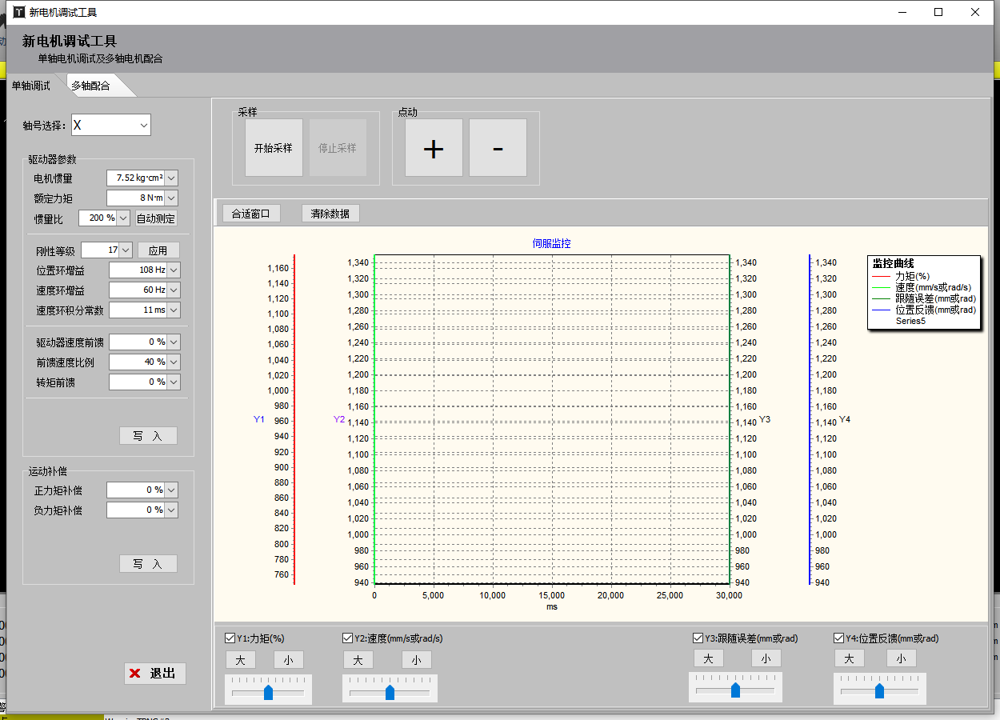 新电机调试工具
新电机调试工具
单轴电机调试及多轴电机配合
单轴调试
多轴配合
轴号选择：
X
驱动器参数
电机惯量
7.52 kg·cm²
额定力矩
8 N·m
惯量比
200 %
自动测定
刚性等级
17
应用
位置环增益
108 Hz
速度环增益
60 Hz
速度环积分常数
11 ms
驱动器速度前馈
0 %
前馈速度比例
40 %
转矩前馈
0 %
写 入
运动补偿
正力矩补偿
0 %
负力矩补偿
0 %
写 入
退出
采样
开始采样
停止采样
点动
+
-
合适窗口
清除数据
伺服监控
1,160
1,140
1,120
1,100
1,080
1,060
1,040
1,020
1,000
980
960
940
920
900
880
860
840
820
800
780
760
Y1
1,340
1,320
1,300
1,280
1,260
1,240
1,220
1,200
1,180
1,160
1,140
1,120
1,100
1,080
1,060
1,040
1,020
1,000
980
960
940
Y2
0
5,000
10,000
15,000
20,000
25,000
30,000
ms
1,340
1,320
1,300
1,280
1,260
1,240
1,220
1,200
1,180
1,160
1,140
1,120
1,100
1,080
1,060
1,040
1,020
1,000
980
960
940
Y3
1,340
1,320
1,300
1,280
1,260
1,240
1,220
1,200
1,180
1,160
1,140
1,120
1,100
1,080
1,060
1,040
1,020
1,000
980
960
940
Y4
监控曲线
力矩(%)
速度(mm/s或rad/s)
跟随误差(mm或rad)
位置反馈(mm或rad)
Series5
Y1:力矩(%)
大
小
Y2:速度(mm/s或rad/s)
大
小
Y3:跟随误差(mm或rad)
大
小
Y4:位置反馈(mm或rad)
大
小